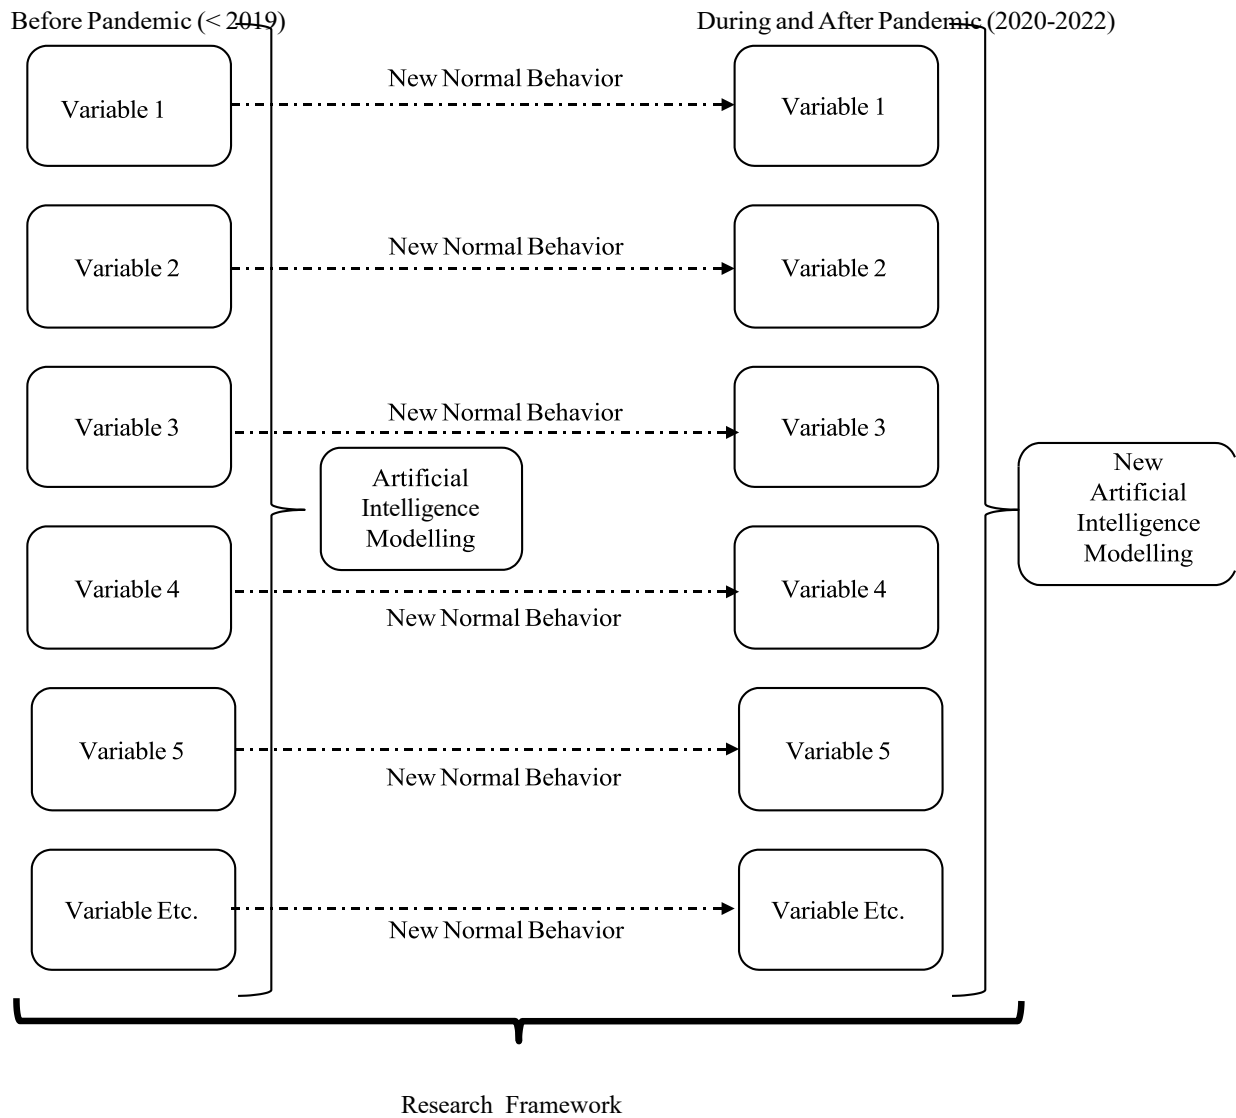 Before Pandemic (< 2019)
During and After Pandemic (2020-2022)
Variable 1
New Normal Behavior
Variable 1
Variable 2
New Normal Behavior
Variable 2
Variable 3
New Normal Behavior
Variable 3
Artificial
Intelligence
Modelling
New
Artificial
Intelligence
Modelling
Variable 4
New Normal Behavior
Variable 4
Variable 5
New Normal Behavior
Variable 5
Variable Etc.
New Normal Behavior
Variable Etc.
Research Framework